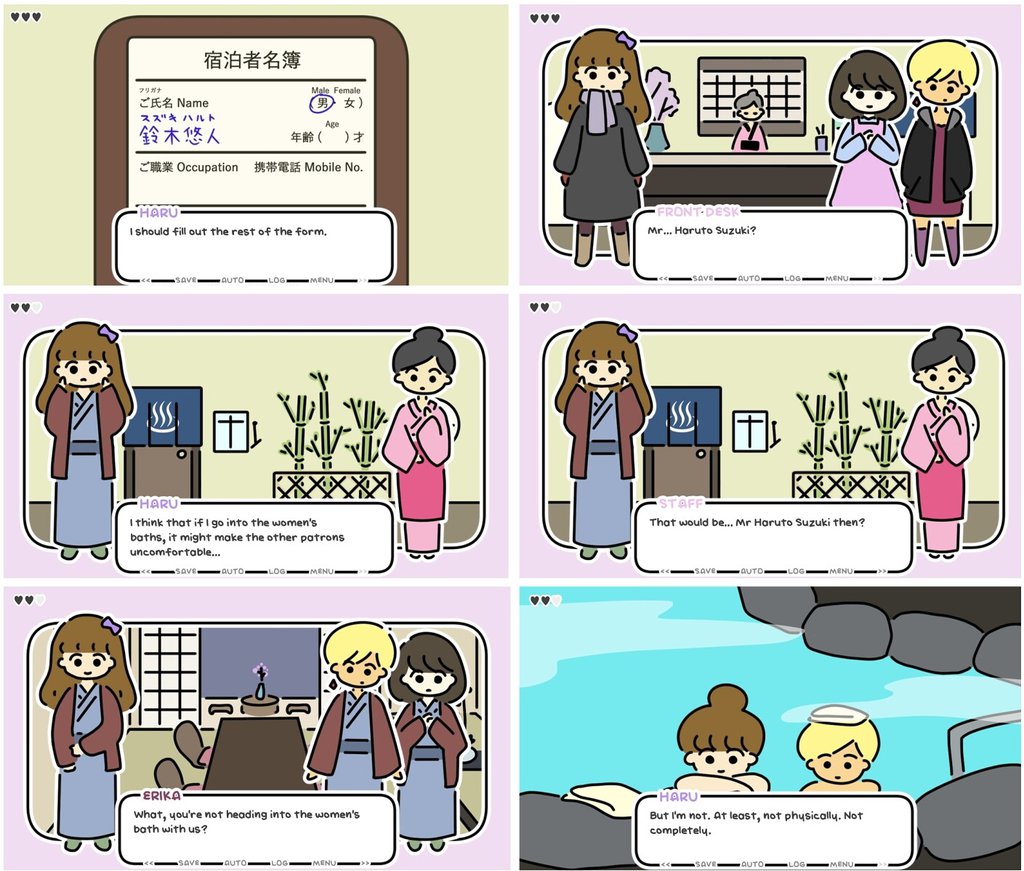 宿泊者名簿
フリガナ
Male Female
ご氏名 Name
(男・女)
スズキ ハルト
鈴木悠人
Age
年齢( )才
ご職業 Occupation
携帯電話 Mobile No.
HARU
I should fill out the rest of the form.
<< SAVE AUTO LOG MENU >>
FRONT DESK
Mr... Haruto Suzuki?
<< SAVE AUTO LOG MENU >>
HARU
I think that if I go into the women's
baths, it might make the other patrons
uncomfortable...
<< SAVE AUTO LOG MENU >>
STAFF
That would be... Mr Haruto Suzuki then?
<< SAVE AUTO LOG MENU >>
ERIKA
What, you're not heading into the women's
bath with us?
<< SAVE AUTO LOG MENU >>
HARU
But I'm not. At least, not physically. Not
completely.
<< SAVE AUTO LOG MENU >>